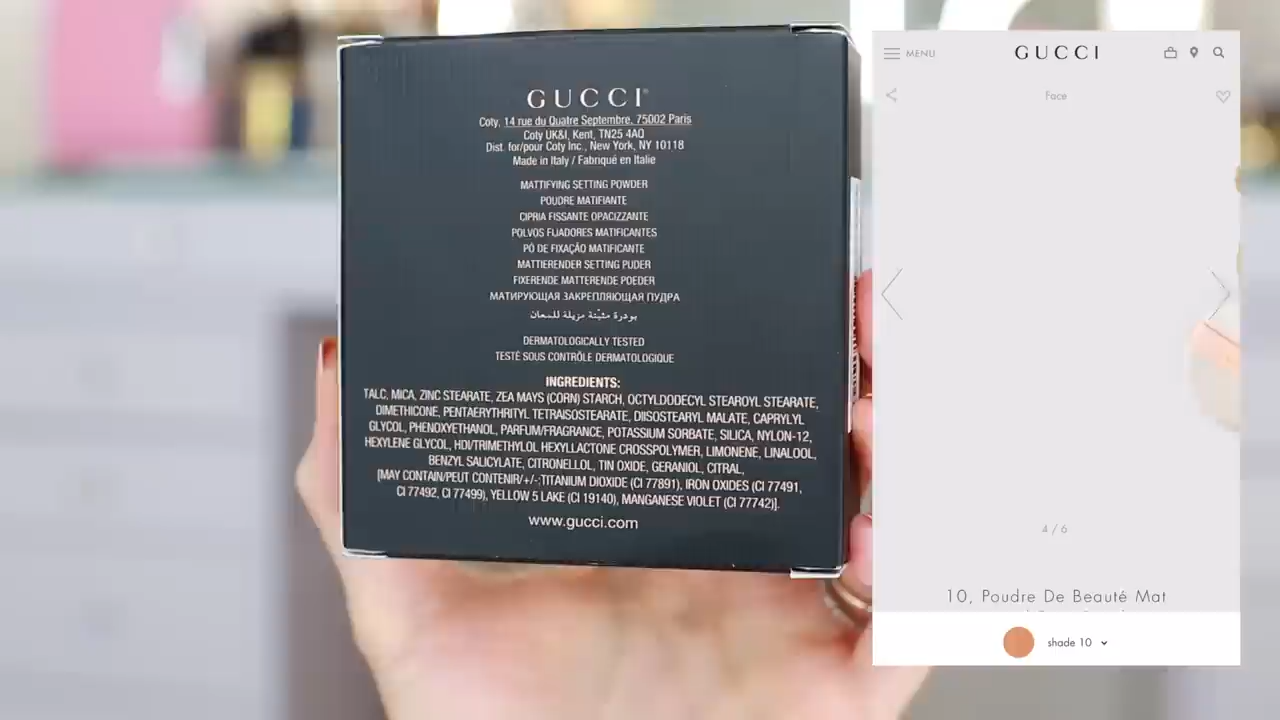 GUCCI
Coty, 14 rue du Quatre Septembre, 75002 Paris
Coty UK&I, Kent, TN25 4AQ
Dist. for/pour Coty Inc., New York, NY 10118
Made in Italy / Fabriqué en Italie
MATTIFYING SETTING POWDER
POUDRE MATIFIANTE
CIPRIA FISSANTE OPACIZZANTE
POLVOS FIJADORES MATIFICANTES
PÓ DE FIXAÇÃO MATIFICANTE
MATTIERENDER SETTING PUDER
FIXERENDE MATTERENDE POEDER
МАТИРУЮЩАЯ ЗАКРЕПЛЯЮЩАЯ ПУДРА
بودرة مثبّتة مزيلة للمعان
DERMATOLOGICALLY TESTED
TESTÉ SOUS CONTRÔLE DERMATOLOGIQUE
INGREDIENTS:
TALC, MICA, ZINC STEARATE, ZEA MAYS (CORN) STARCH, OCTYLDODECYL STEAROYL STEARATE,
DIMETHICONE, PENTAERYTHRITYL TETRAISOSTEARATE, DIISOSTEARYL MALATE, CAPRYLYL
GLYCOL, PHENOXYETHANOL, PARFUM/FRAGRANCE, POTASSIUM SORBATE, SILICA, NYLON-12,
HEXYLENE GLYCOL, HDI/TRIMETHYLOL HEXYLLACTONE CROSSPOLYMER, LIMONENE, LINALOOL,
BENZYL SALICYLATE, CITRONELLOL, TIN OXIDE, GERANIOL, CITRAL,
[MAY CONTAIN/PEUT CONTENIR/+/-:TITANIUM DIOXIDE (CI 77891), IRON OXIDES (CI 77491,
CI 77492, CI 77499), YELLOW 5 LAKE (CI 19140), MANGANESE VIOLET (CI 77742)].
www.gucci.com
MENU
GUCCI
Face
4 / 6
10, Poudre De Beauté Mat
shade 10